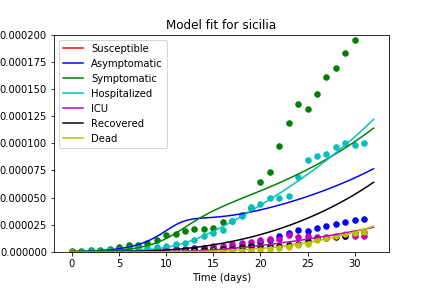 Model fit for sicilia
0.000200
0.000175
0.000150
0.000125
0.000100
0.000075
0.000050
0.000025
0.000000
Susceptible
Asymptomatic
Symptomatic
Hospitalized
ICU
Recovered
Dead
0 5 10 15 20 25 30
Time (days)